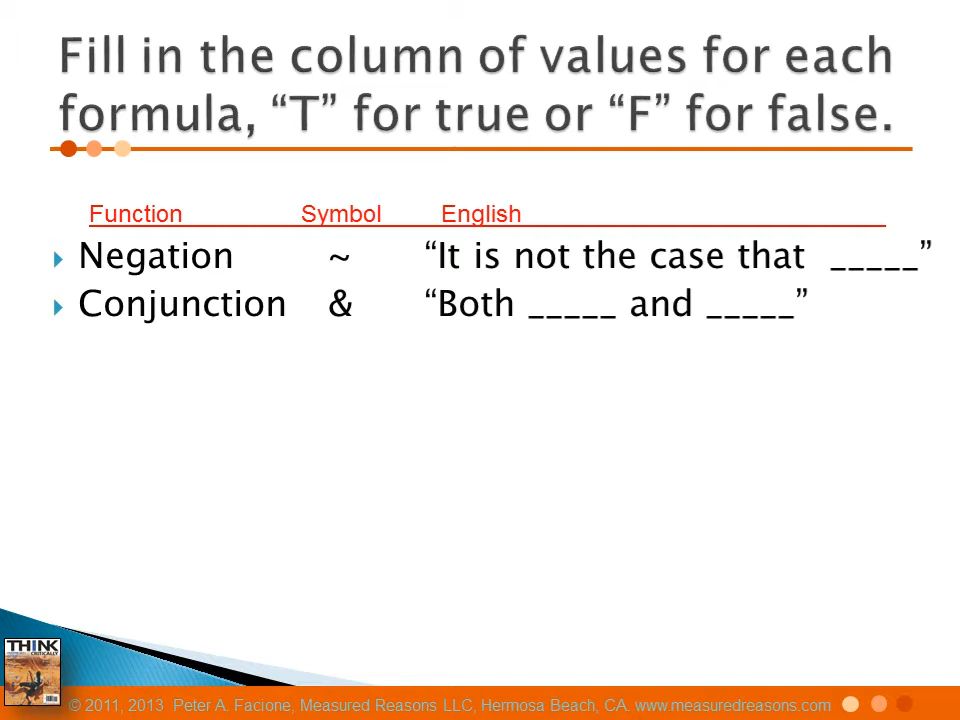 Fill in the column of values for each
formula, “T” for true or “F” for false.
Function Symbol English
Negation ~ “It is not the case that _____”
Conjunction & “Both _____ and _____”
THINK
CRITICALLY
© 2011, 2013 Peter A. Facione, Measured Reasons LLC, Hermosa Beach, CA. www.measuredreasons.com